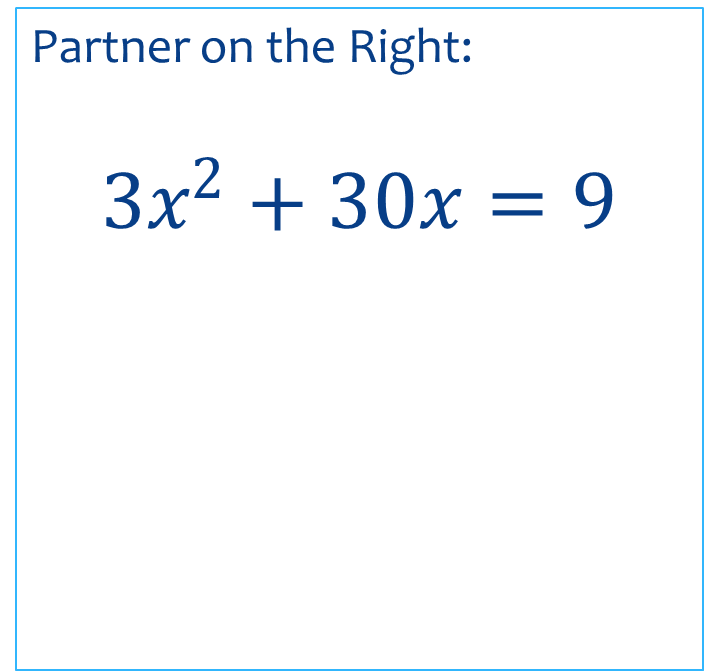 Partner on the Right:
3x² + 30x = 9